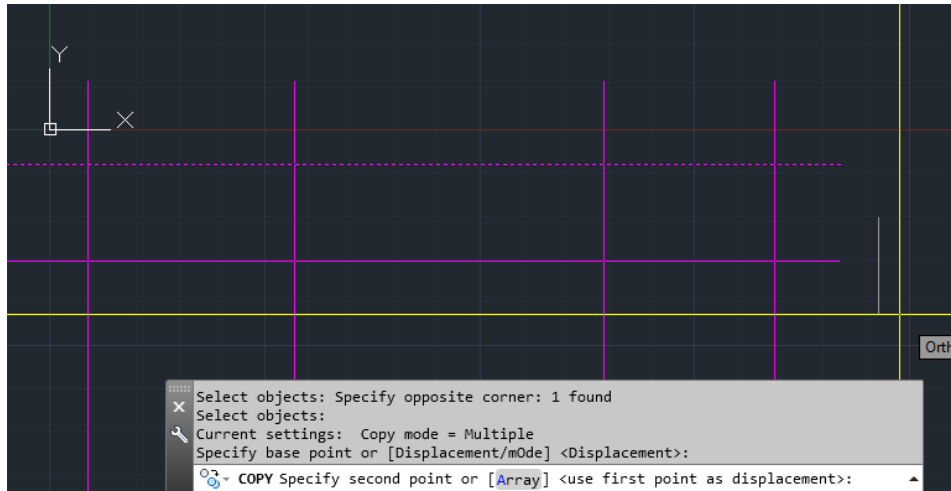 Y
X
Orth
Select objects: Specify opposite corner: 1 found
Select objects:
Current settings:  Copy mode = Multiple
Specify base point or [Displacement/mOde] <Displacement>:
COPY Specify second point or [Array] <use first point as displacement>: